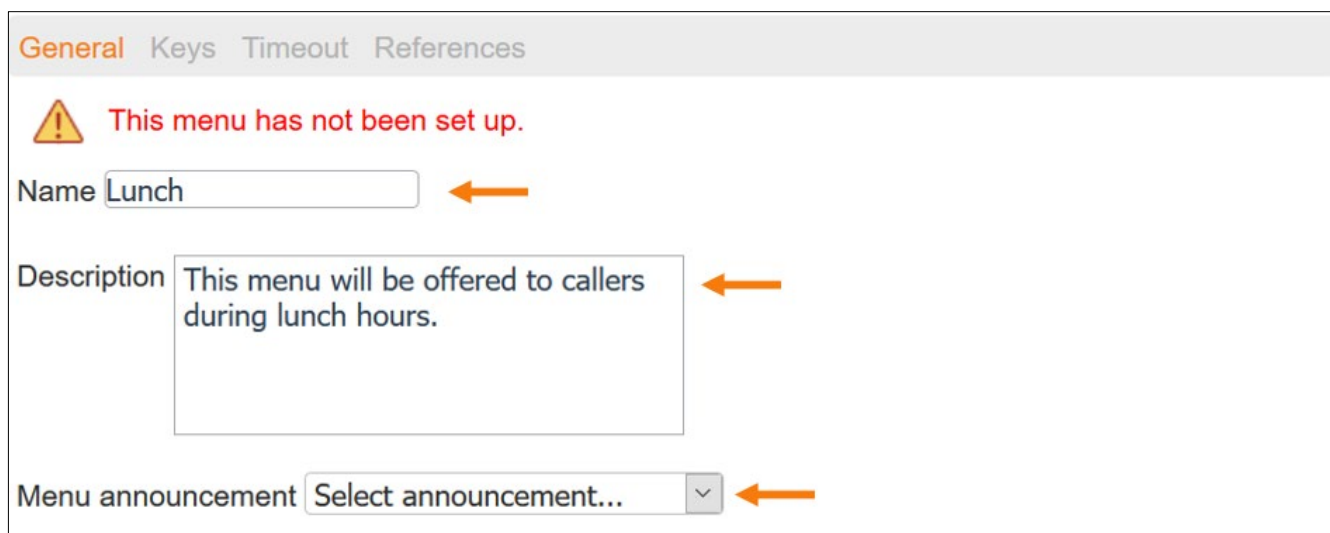 General Keys Timeout References
This menu has not been set up.
Name Lunch
Description This menu will be offered to callers
during lunch hours.
Menu announcement Select announcement...